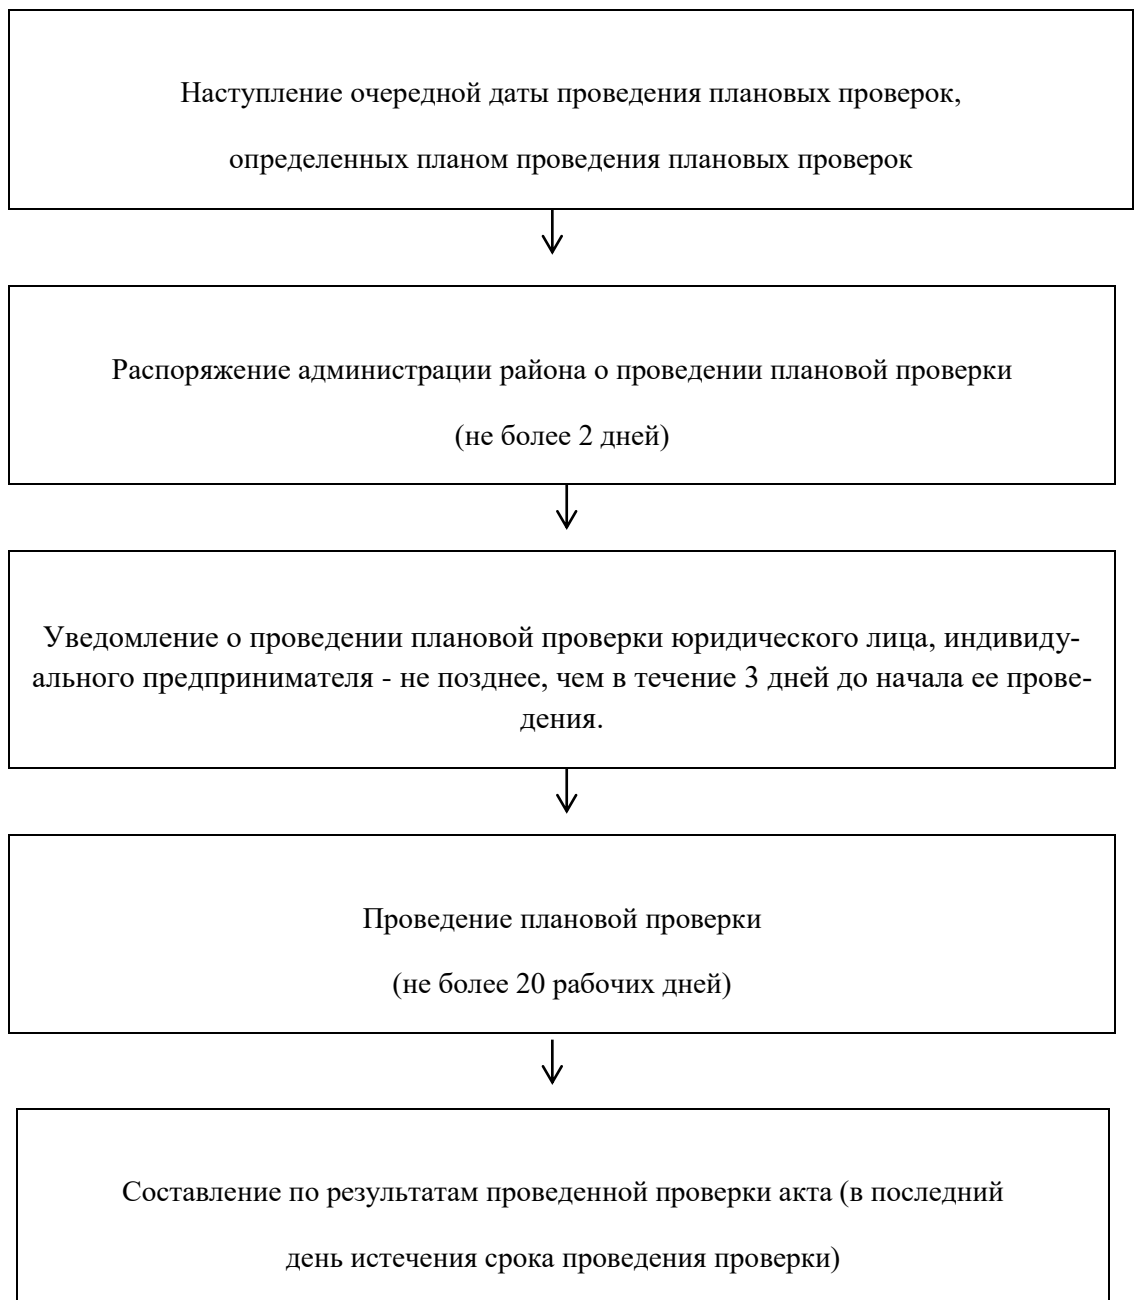 Наступление очередной даты проведения плановых проверок,
определенных планом проведения плановых проверок
Распоряжение администрации района о проведении плановой проверки
(не более 2 дней)
Уведомление о проведении плановой проверки юридического лица, индивиду-
ального предпринимателя - не позднее, чем в течение 3 дней до начала ее прове-
дения.
Проведение плановой проверки
(не более 20 рабочих дней)
Составление по результатам проведенной проверки акта (в последний
день истечения срока проведения проверки)